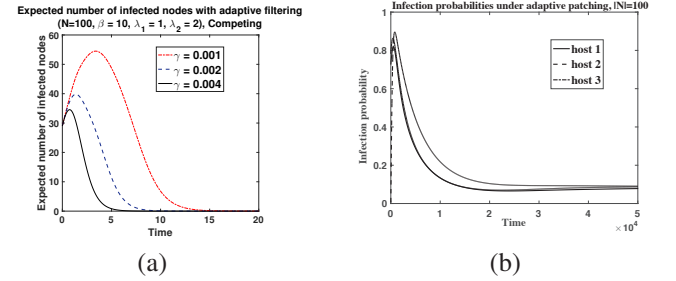 Expected number of infected nodes with adaptive filtering
(N=100, β = 10, λ1 = 1, λ2 = 2), Competing
Expected number of infected nodes
60
50
40
30
20
10
0
γ = 0.001
γ = 0.002
γ = 0.004
0 5 10 15 20
Time
(a)
Infection probabilities under adaptive patching, |N|=100
Infection probability
1
0.8
0.6
0.4
0.2
0
host 1
host 2
host 3
0 1 2 3 4 5
Time
× 10^4
(b)